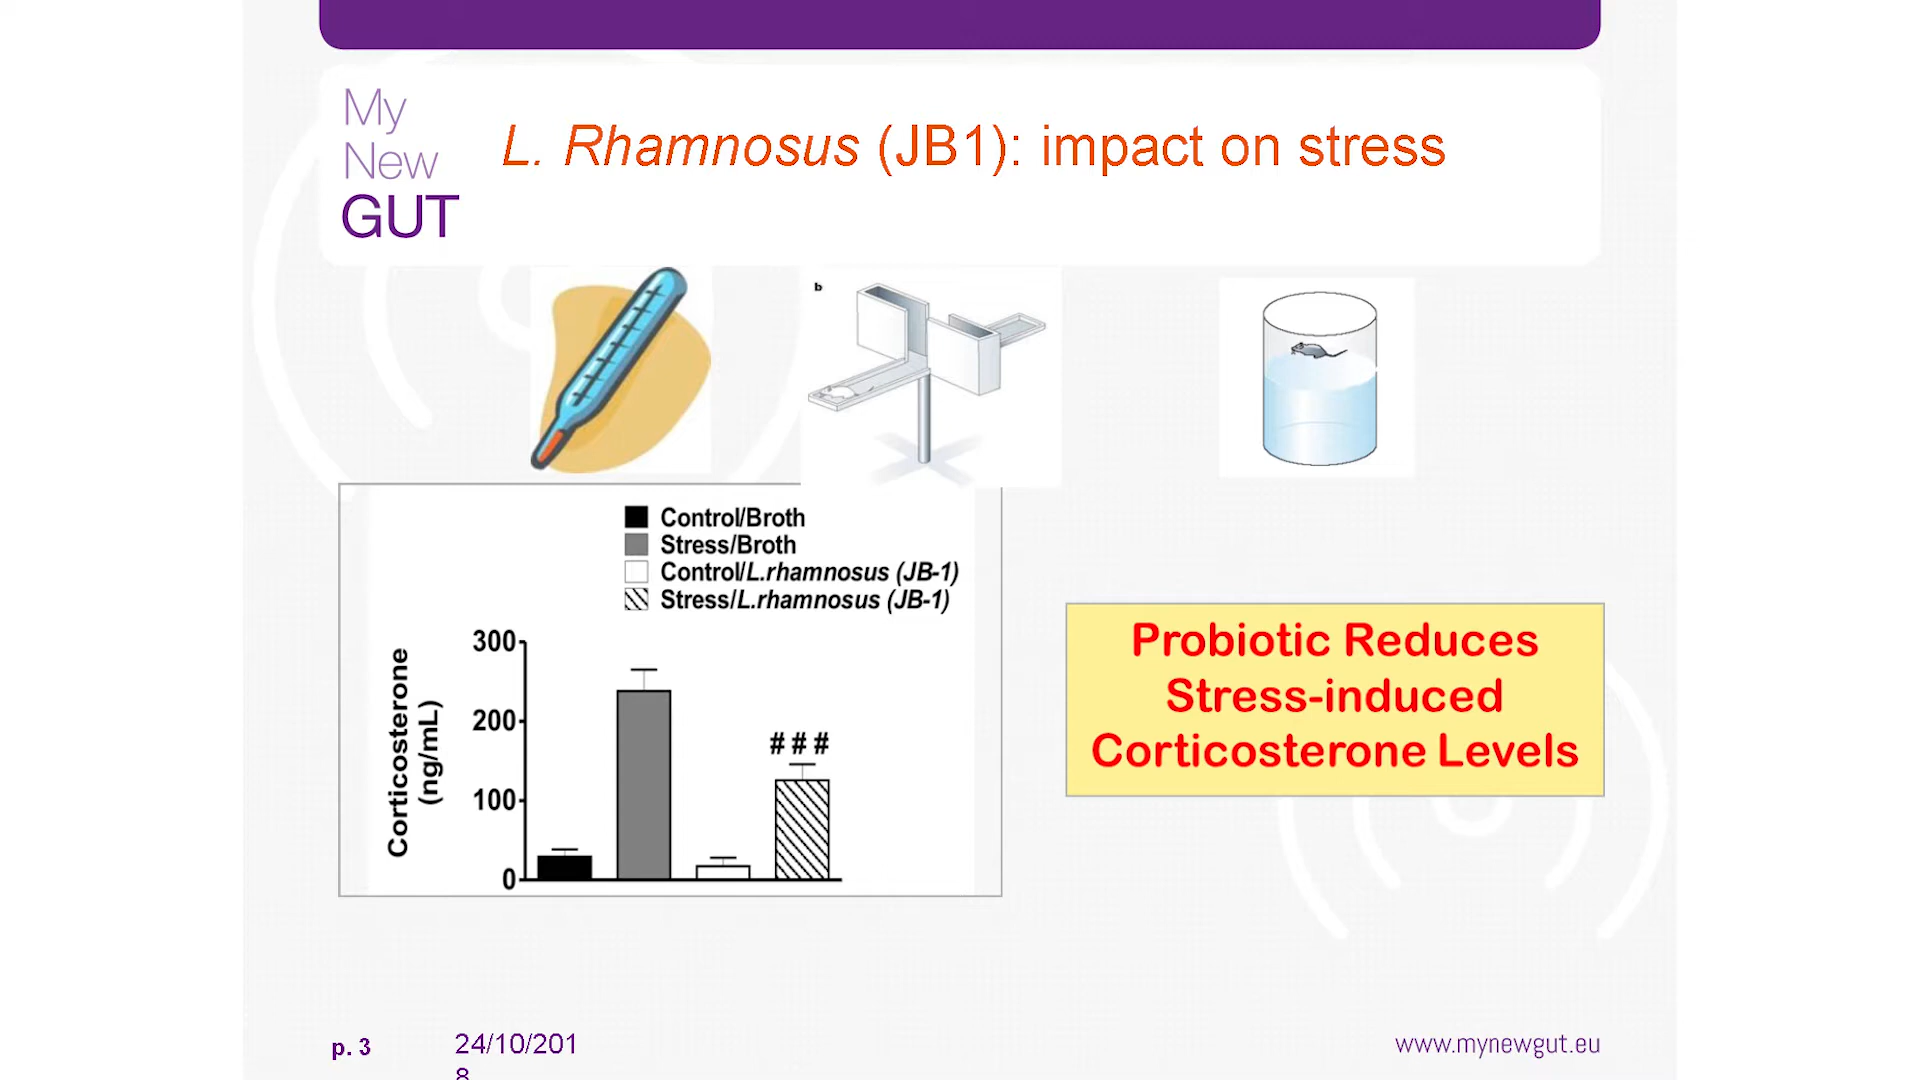 My
New
GUT
L. Rhamnosus (JB1): impact on stress
b
Control/Broth
Stress/Broth
Control/L.rhamnosus (JB-1)
Stress/L.rhamnosus (JB-1)
Corticosterone
(ng/mL)
300
200
100
0
###
Probiotic Reduces
Stress-induced
Corticosterone Levels
p. 3
24/10/201
8
www.mynewgut.eu